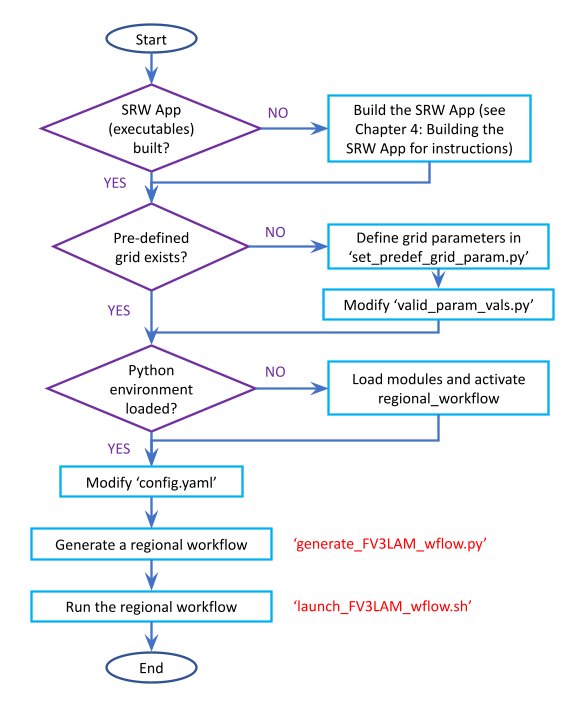 Start
SRW App
(executables)
built?
NO
Build the SRW App (see
Chapter 4: Building the
SRW App for instructions)
YES
Pre-defined
grid exists?
NO
Define grid parameters in
‘set_predef_grid_param.py’
Modify ‘valid_param_vals.py’
YES
Python
environment
loaded?
NO
Load modules and activate
regional_workflow
YES
Modify ‘config.yaml’
Generate a regional workflow
‘generate_FV3LAM_wflow.py’
Run the regional workflow
‘launch_FV3LAM_wflow.sh’
End